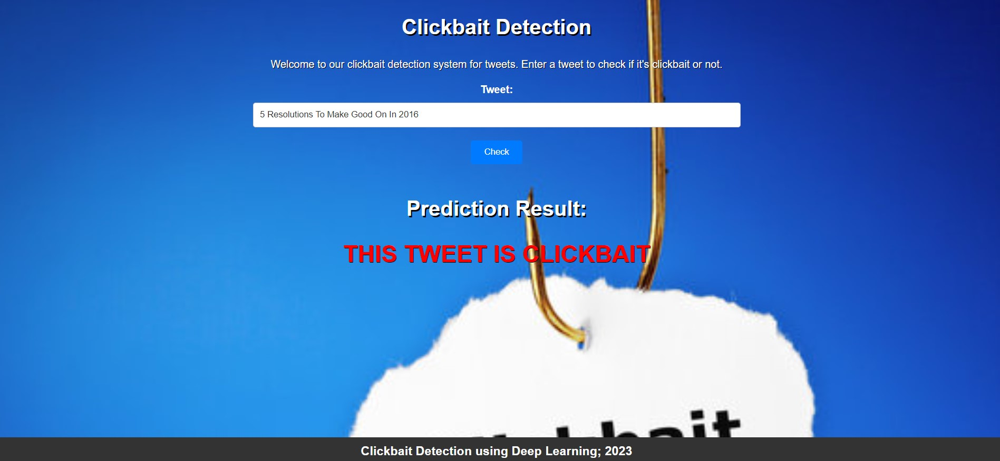 Clickbait Detection
Welcome to our clickbait detection system for tweets. Enter a tweet to check if it's clickbait or not.
Tweet:
5 Resolutions To Make Good On In 2016
Check
Prediction Result:
THIS TWEET IS CLICKBAIT
Clickbait Detection using Deep Learning; 2023